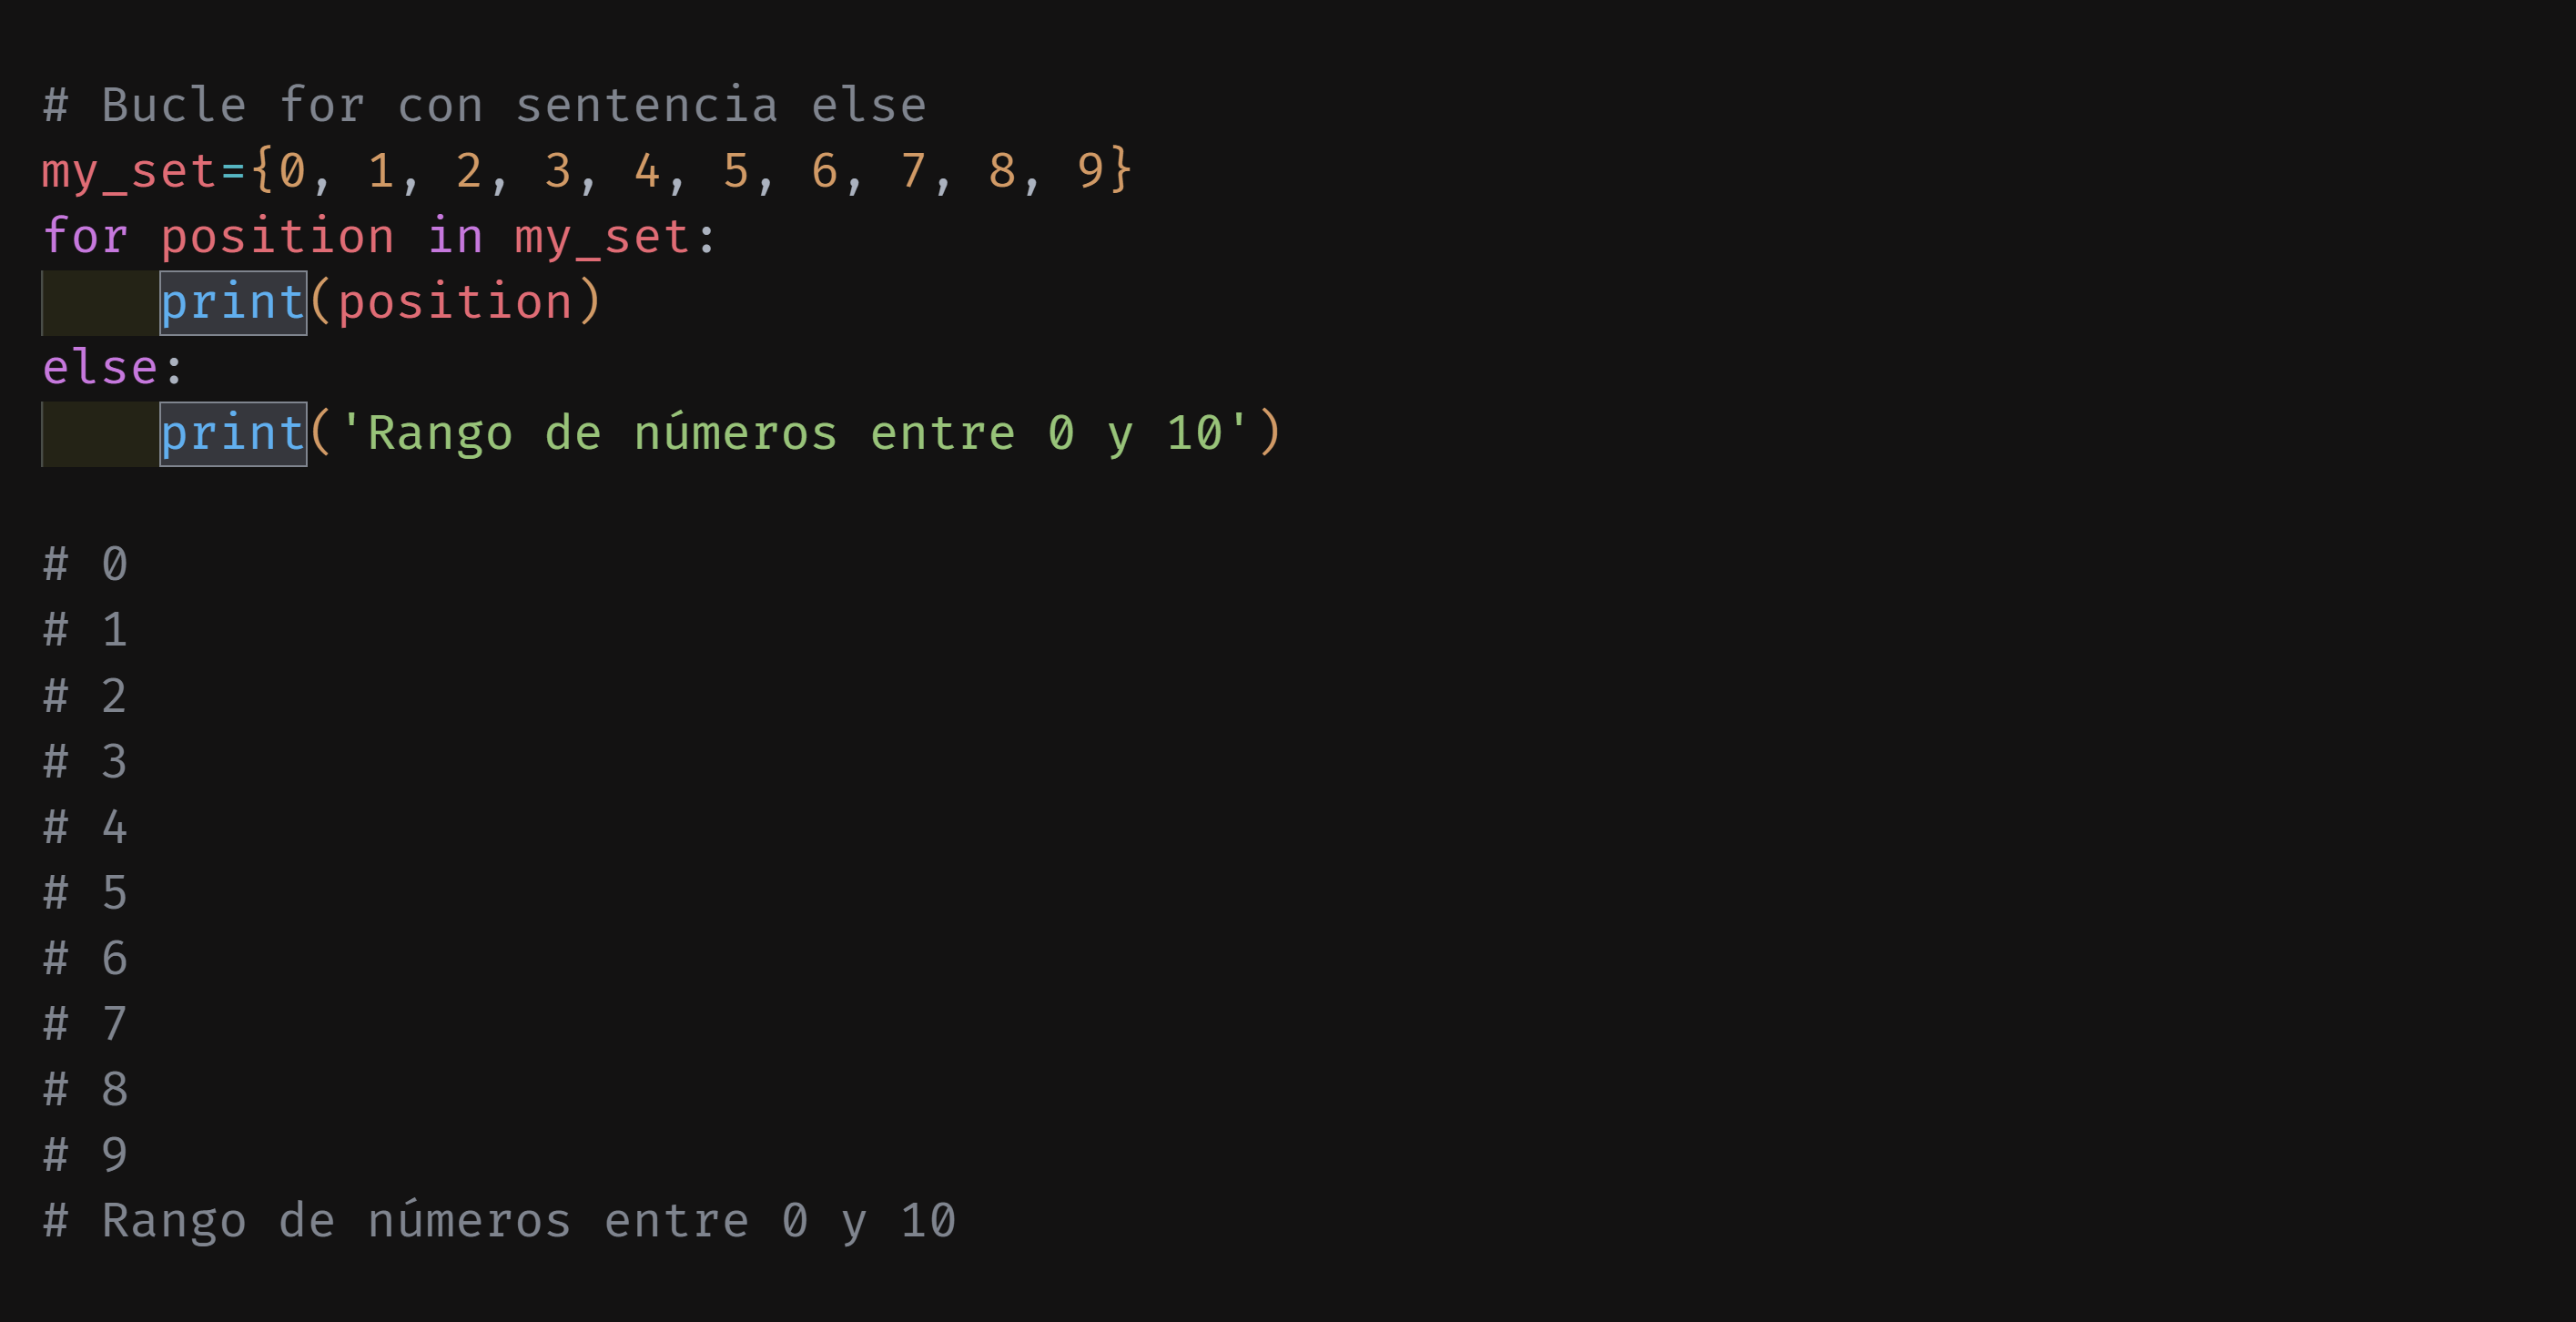 # Bucle for con sentencia else
my_set={0, 1, 2, 3, 4, 5, 6, 7, 8, 9}
for position in my_set:
    print(position)
else:
    print('Rango de números entre 0 y 10')

# 0
# 1
# 2
# 3
# 4
# 5
# 6
# 7
# 8
# 9
# Rango de números entre 0 y 10